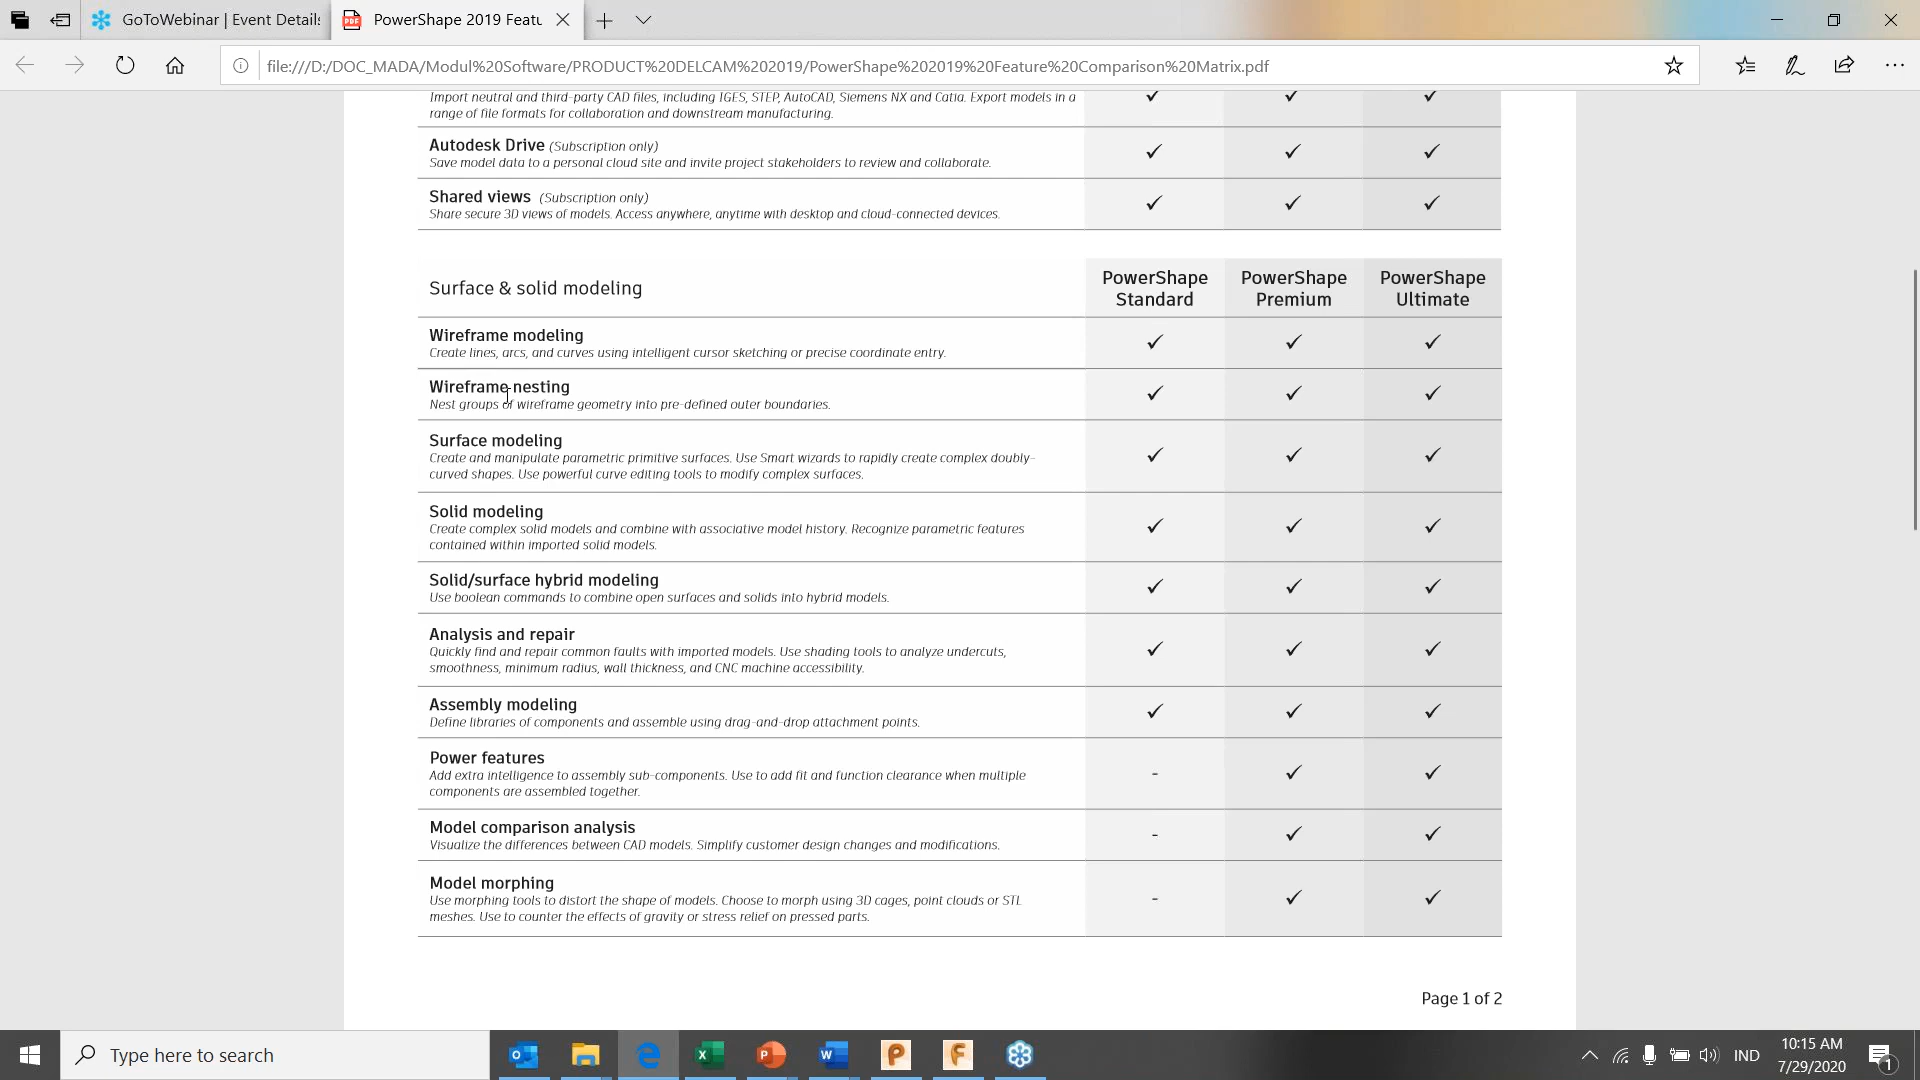 GoToWebinar | Event Details
PowerShape 2019 Featu
file:///D:/DOC_MADA/Modul%20Software/PRODUCT%20DELCAM%202019/PowerShape%202019%20Feature%20Comparison%20Matrix.pdf
Import neutral and third-party CAD files, including IGES, STEP, AutoCAD, Siemens NX and Catia. Export models in a
range of file formats for collaboration and downstream manufacturing.
✓ ✓ ✓
Autodesk Drive (Subscription only)
Save model data to a personal cloud site and invite project stakeholders to review and collaborate.
✓ ✓ ✓
Shared views (Subscription only)
Share secure 3D views of models. Access anywhere, anytime with desktop and cloud-connected devices.
✓ ✓ ✓
Surface & solid modeling
PowerShape
Standard
PowerShape
Premium
PowerShape
Ultimate
Wireframe modeling
Create lines, arcs, and curves using intelligent cursor sketching or precise coordinate entry.
✓ ✓ ✓
Wireframe nesting
Nest groups of wireframe geometry into pre-defined outer boundaries.
✓ ✓ ✓
Surface modeling
Create and manipulate parametric primitive surfaces. Use Smart wizards to rapidly create complex doubly-
curved shapes. Use powerful curve editing tools to modify complex surfaces.
✓ ✓ ✓
Solid modeling
Create complex solid models and combine with associative model history. Recognize parametric features
contained within imported solid models.
✓ ✓ ✓
Solid/surface hybrid modeling
Use boolean commands to combine open surfaces and solids into hybrid models.
✓ ✓ ✓
Analysis and repair
Quickly find and repair common faults with imported models. Use shading tools to analyze undercuts,
smoothness, minimum radius, wall thickness, and CNC machine accessibility.
✓ ✓ ✓
Assembly modeling
Define libraries of components and assemble using drag-and-drop attachment points.
✓ ✓ ✓
Power features
Add extra intelligence to assembly sub-components. Use to add fit and function clearance when multiple
components are assembled together.
- ✓ ✓
Model comparison analysis
Visualize the differences between CAD models. Simplify customer design changes and modifications.
- ✓ ✓
Model morphing
Use morphing tools to distort the shape of models. Choose to morph using 3D cages, point clouds or STL
meshes. Use to counter the effects of gravity or stress relief on pressed parts.
- ✓ ✓
Page 1 of 2
Type here to search
IND
10:15 AM
7/29/2020
1